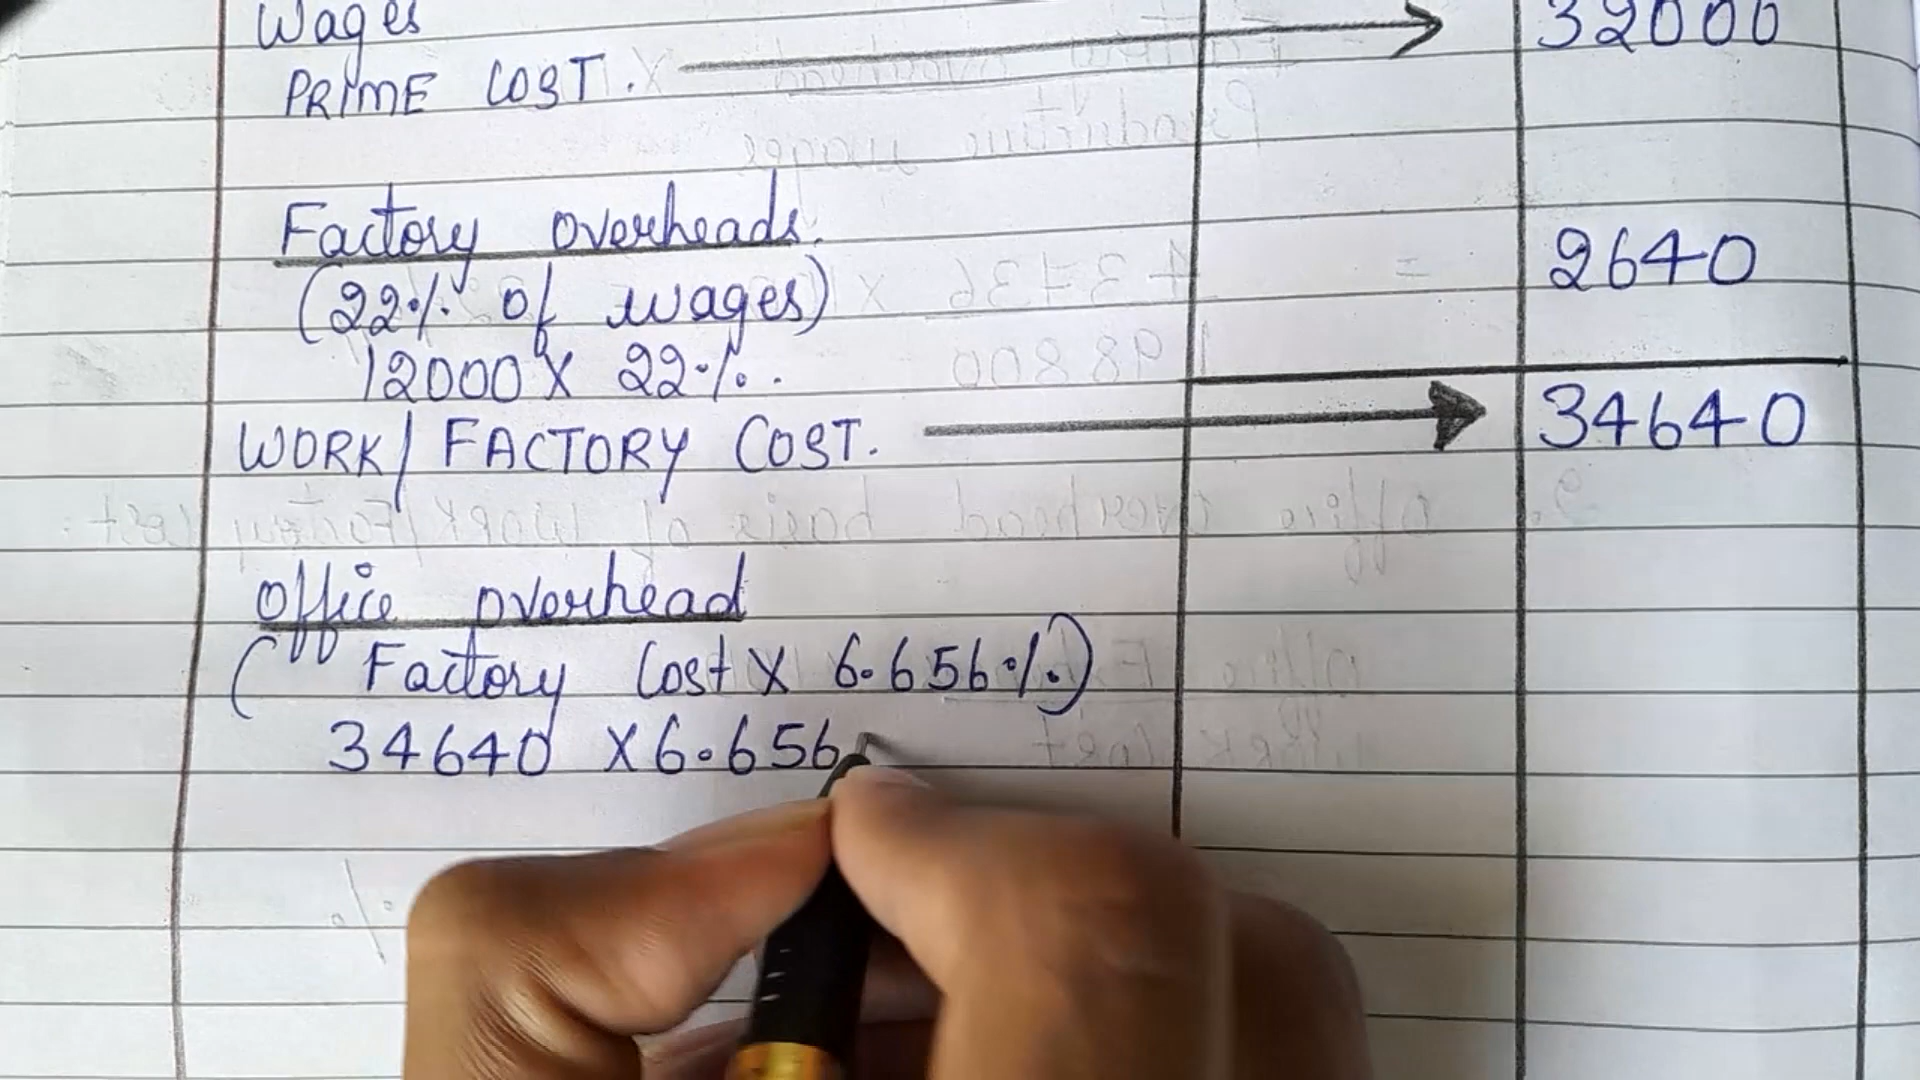 Wages
PRIME COST. 32000
Factory overheads. 2640
(22% of wages)
12000 X 22%.
WORK/FACTORY COST. 34640
Office overhead
(Factory Cost X 6.656%)
34640 X 6.656